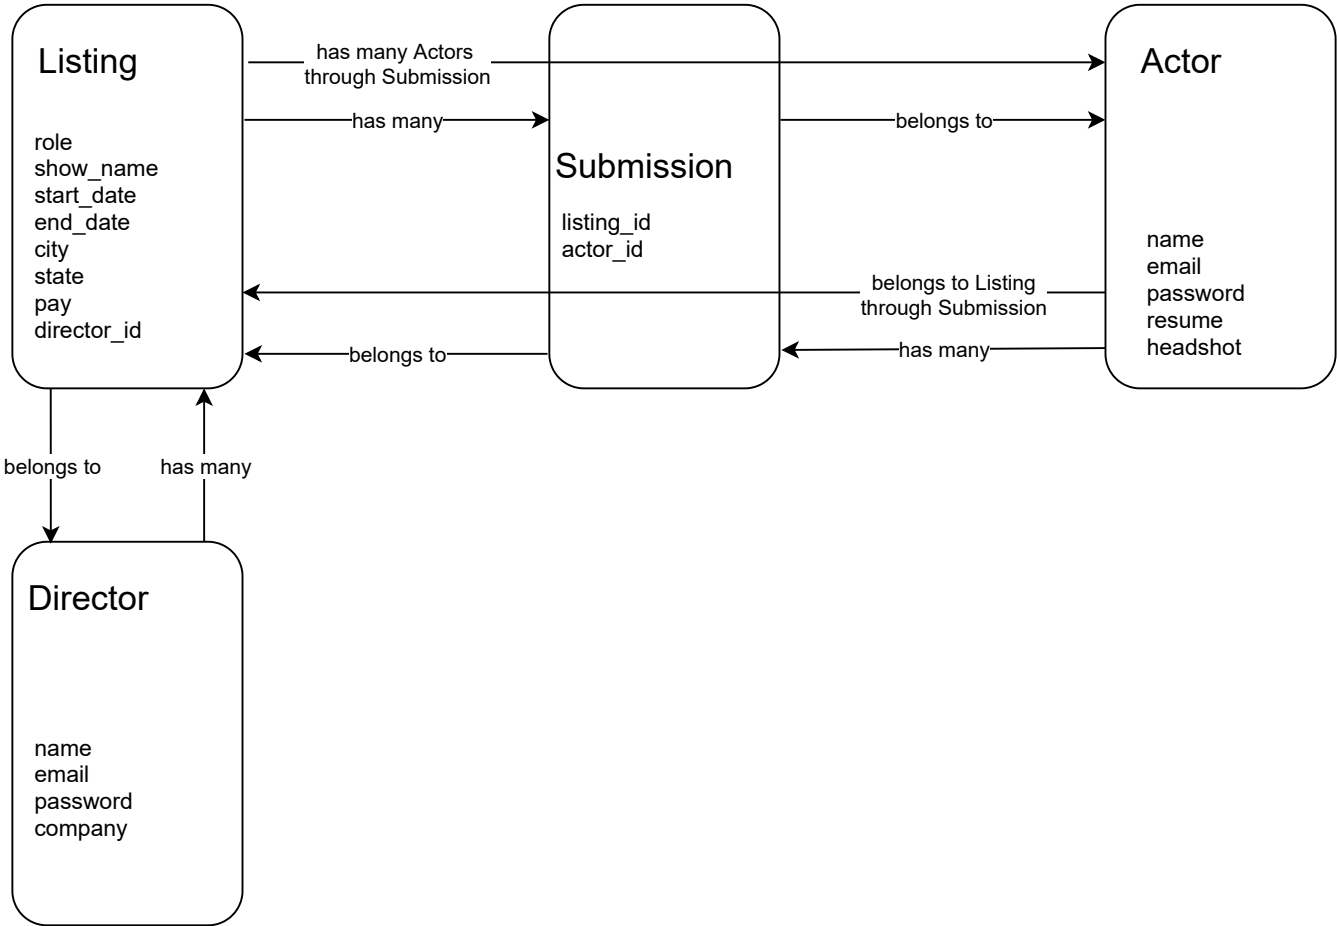 Listing
role
show_name
start_date
end_date
city
state
pay
director_id
has many Actors
through Submission
has many
belongs to
Submission
listing_id
actor_id
belongs to
belongs to Listing
through Submission
has many
Actor
name
email
password
resume
headshot
belongs to
has many
Director
name
email
password
company